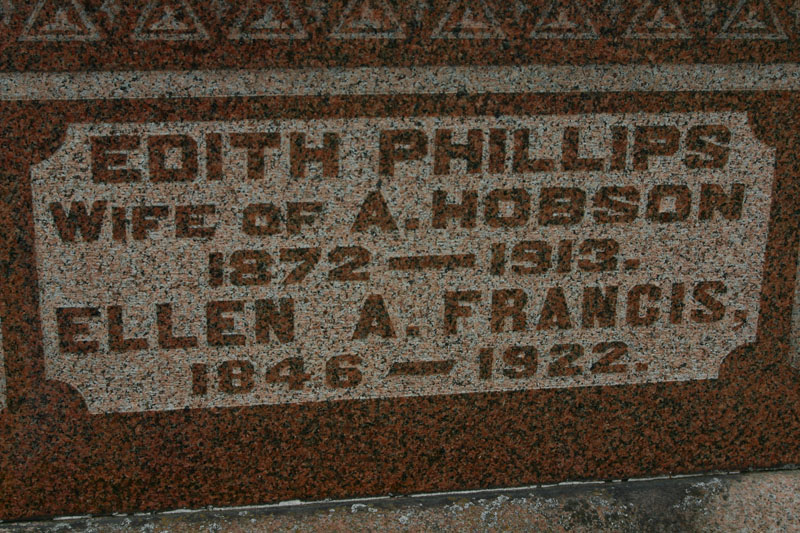 EDITH PHILLIPS
WIFE OF A. HOBSON
1872 — 1913.
ELLEN A. FRANCIS,
1846 — 1922.